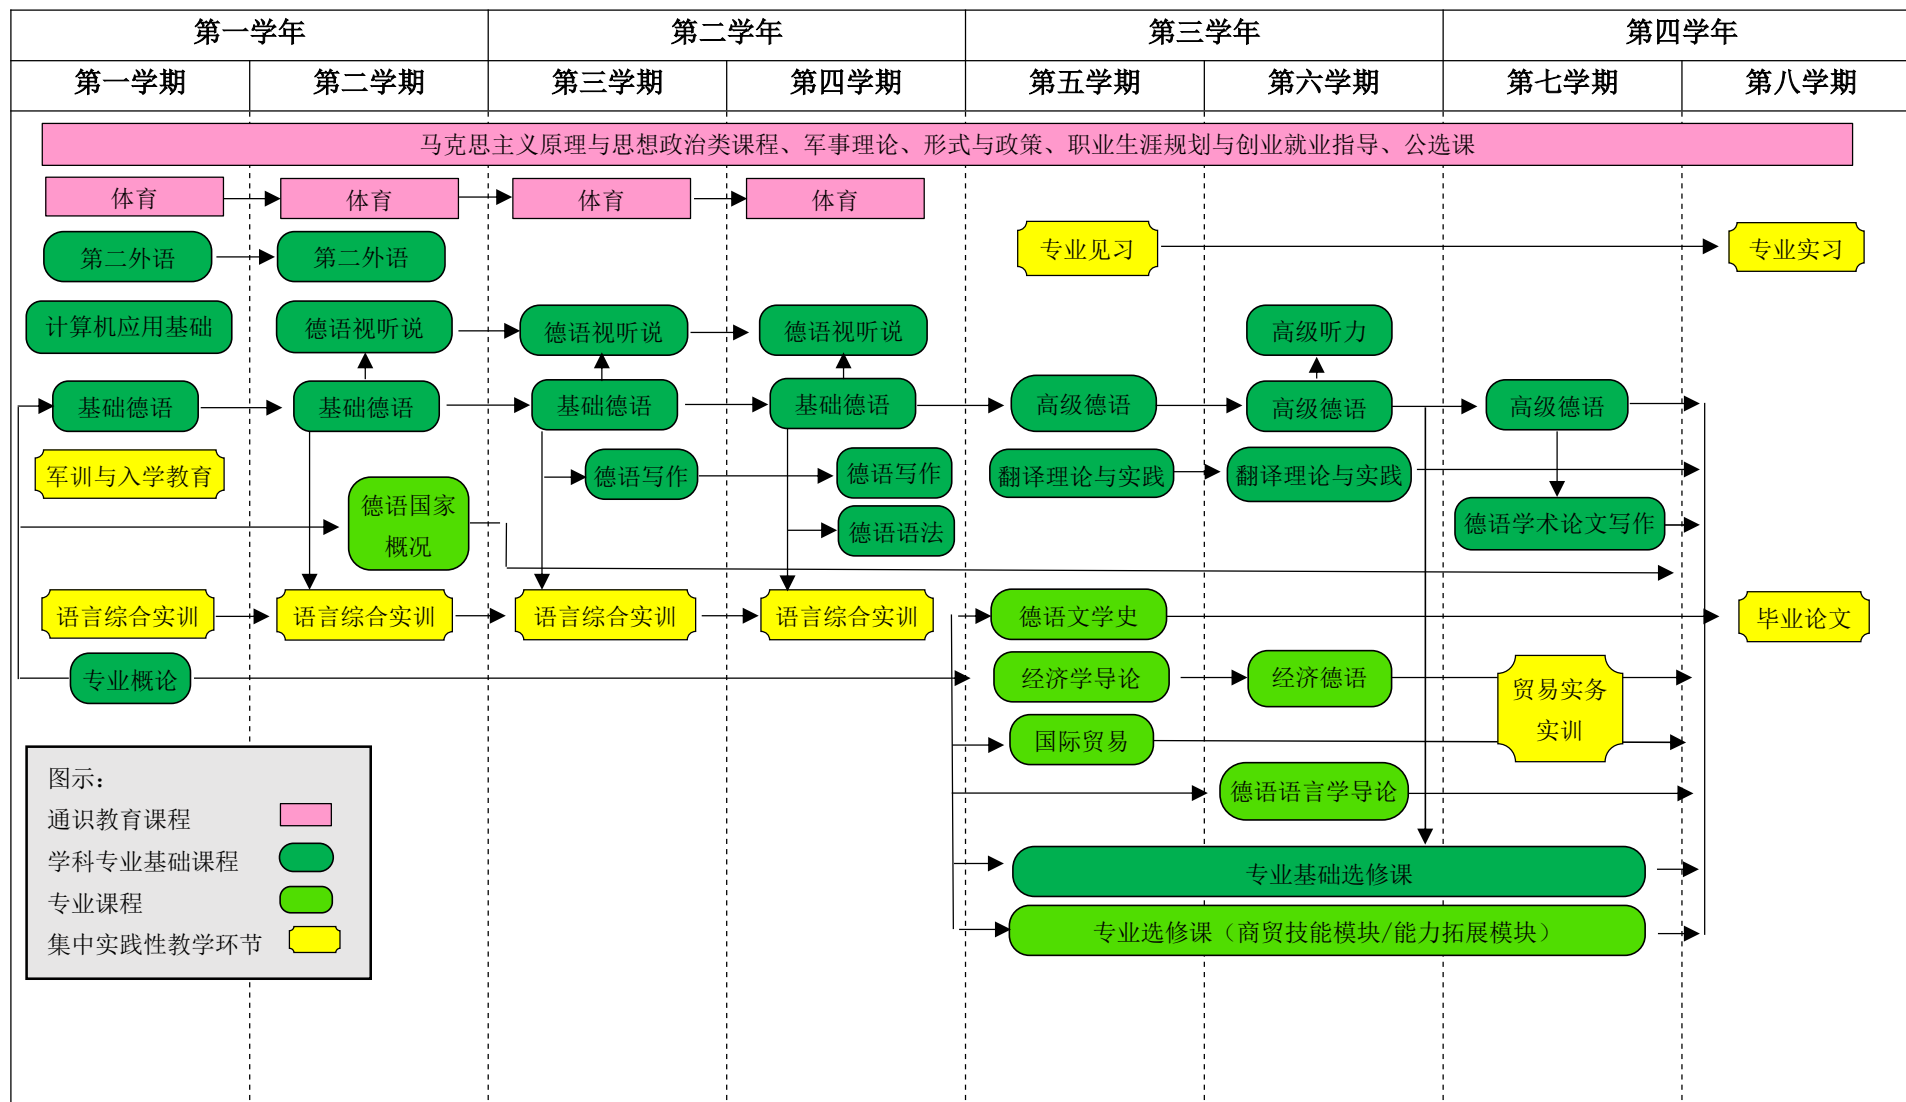 第一学年 第二学年 第三学年 第四学年
第一学期 第二学期 第三学期 第四学期 第五学期 第六学期 第七学期 第八学期
马克思主义原理与思想政治类课程、军事理论、形式与政策、职业生涯规划与创业就业指导、公选课
体育 体育 体育 体育
第二外语 第二外语 专业见习 专业实习
计算机应用基础 德语视听说 德语视听说 德语视听说 高级听力
基础德语 基础德语 基础德语 基础德语 高级德语 高级德语 高级德语
军训与入学教育 德语写作 德语写作 翻译理论与实践 翻译理论与实践
德语国家
概况
德语语法 德语学术论文写作
语言综合实训 语言综合实训 语言综合实训 语言综合实训 德语文学史 毕业论文
专业概论 经济学导论 经济德语
贸易实务
实训
国际贸易
德语语言学导论
专业基础选修课
专业选修课（商贸技能模块/能力拓展模块）
图示：
通识教育课程
学科专业基础课程
专业课程
集中实践性教学环节